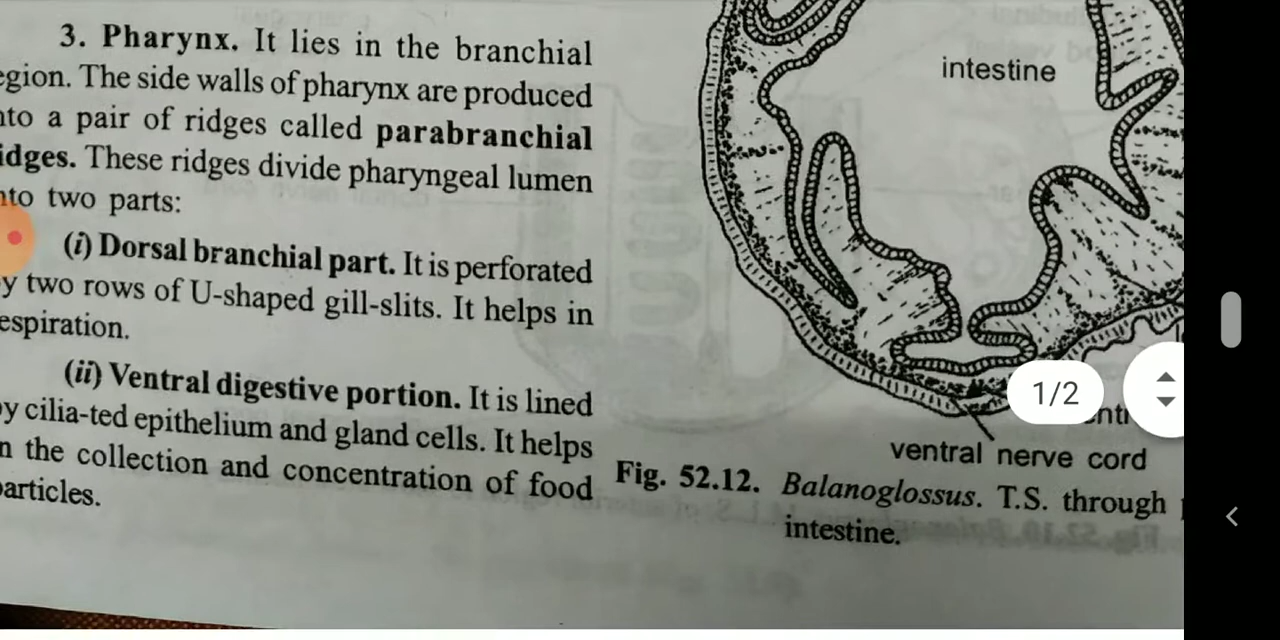 3. Pharynx. It lies in the branchial
egion. The side walls of pharynx are produced
nto a pair of ridges called parabranchial
idges. These ridges divide pharyngeal lumen
nto two parts:
(i) Dorsal branchial part. It is perforated
y two rows of U-shaped gill-slits. It helps in
espiration.
(ii) Ventral digestive portion. It is lined
by cilia-ted epithelium and gland cells. It helps
n the collection and concentration of food
particles.
intestine
1/2
ventral nerve cord
Fig. 52.12. Balanoglossus. T.S. through
intestine.